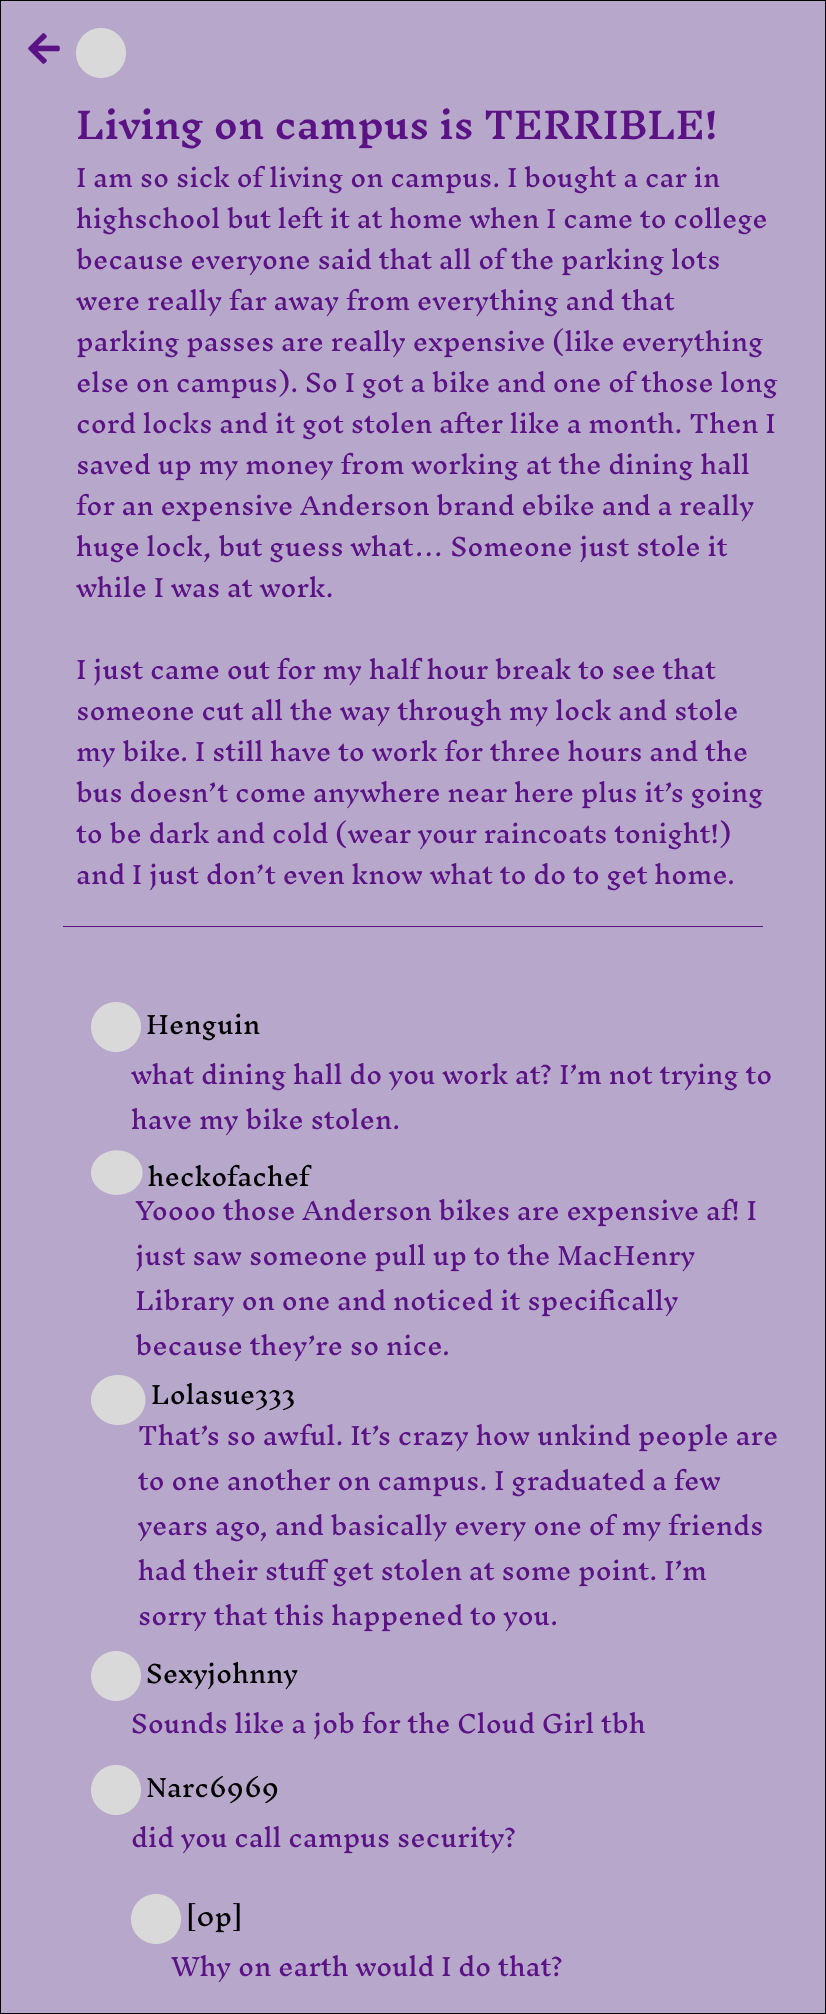 Living on campus is TERRIBLE!
I am so sick of living on campus. I bought a car in
highschool but left it at home when I came to college
because everyone said that all of the parking lots
were really far away from everything and that
parking passes are really expensive (like everything
else on campus). So I got a bike and one of those long
cord locks and it got stolen after like a month. Then I
saved up my money from working at the dining hall
for an expensive Anderson brand ebike and a really
huge lock, but guess what... Someone just stole it
while I was at work.
I just came out for my half hour break to see that
someone cut all the way through my lock and stole
my bike. I still have to work for three hours and the
bus doesn’t come anywhere near here plus it’s going
to be dark and cold (wear your raincoats tonight!)
and I just don’t even know what to do to get home.
Henguin
what dining hall do you work at? I’m not trying to
have my bike stolen.
heckofachef
Yoooo those Anderson bikes are expensive af! I
just saw someone pull up to the MacHenry
Library on one and noticed it specifically
because they’re so nice.
Lolasue333
That’s so awful. It’s crazy how unkind people are
to one another on campus. I graduated a few
years ago, and basically every one of my friends
had their stuff get stolen at some point. I’m
sorry that this happened to you.
Sexyjohnny
Sounds like a job for the Cloud Girl tbh
Narc6969
did you call campus security?
[op]
Why on earth would I do that?